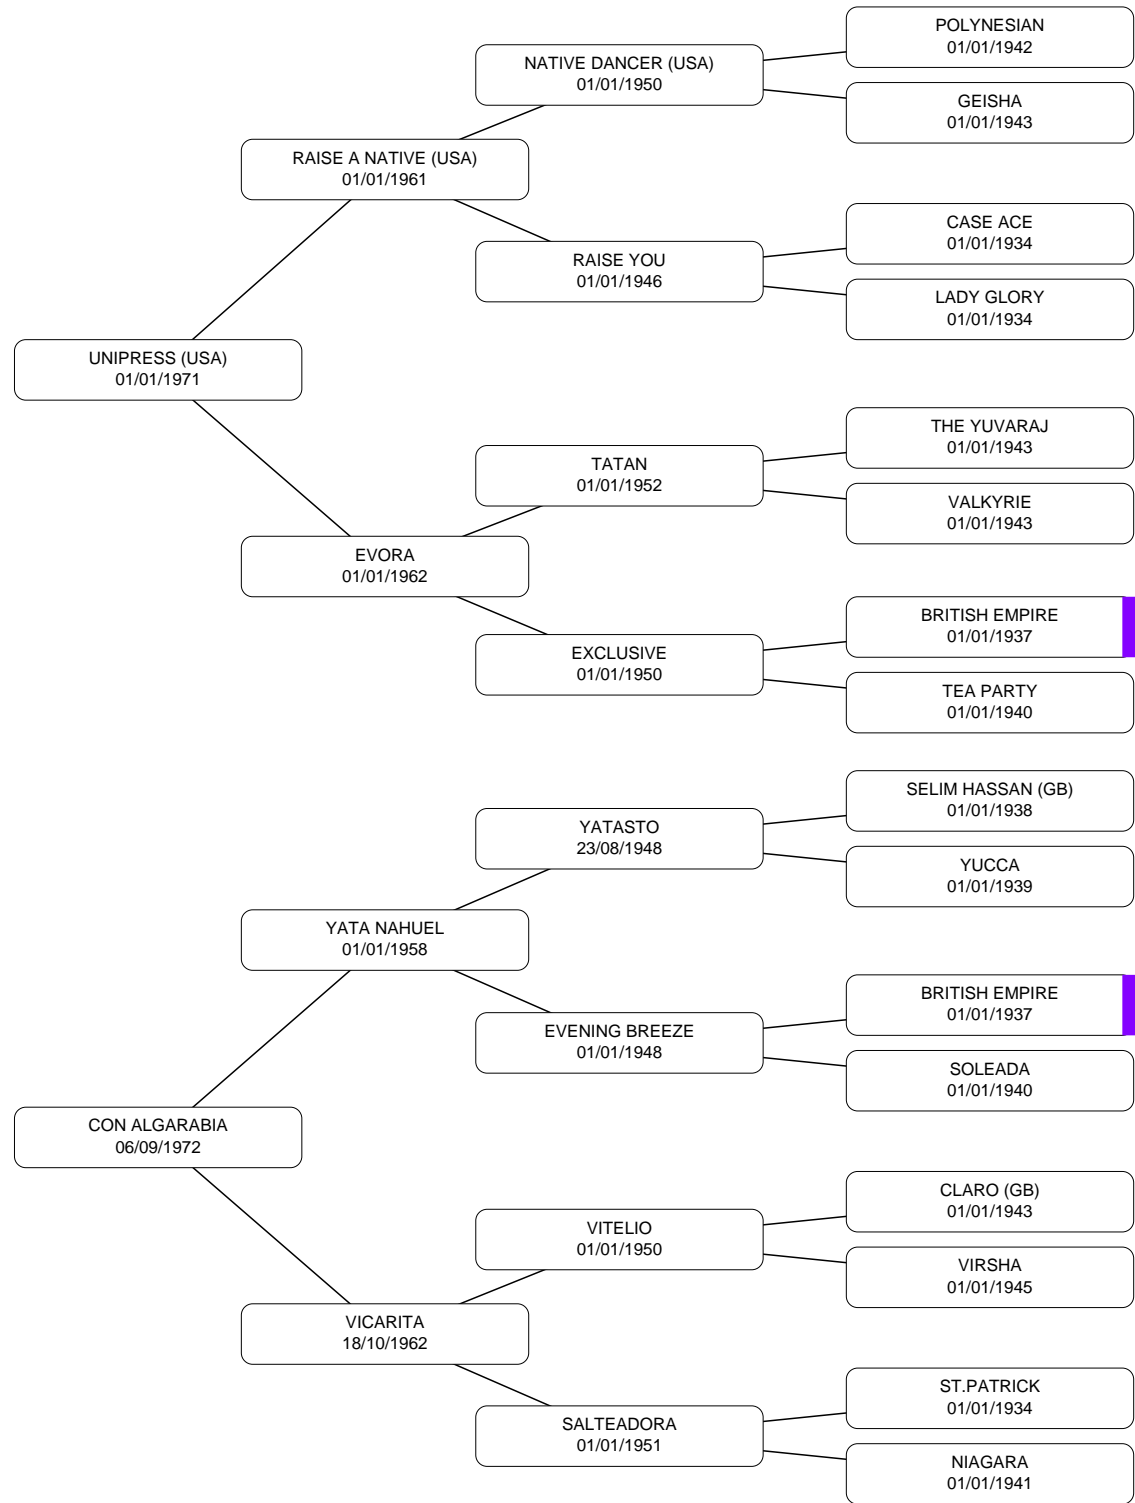 POLYNESIAN
01/01/1942
NATIVE DANCER (USA)
01/01/1950
GEISHA
01/01/1943
RAISE A NATIVE (USA)
01/01/1961
CASE ACE
01/01/1934
RAISE YOU
01/01/1946
LADY GLORY
01/01/1934
UNIPRESS (USA)
01/01/1971
THE YUVARAJ
01/01/1943
TATAN
01/01/1952
VALKYRIE
01/01/1943
EVORA
01/01/1962
BRITISH EMPIRE
01/01/1937
EXCLUSIVE
01/01/1950
TEA PARTY
01/01/1940
SELIM HASSAN (GB)
01/01/1938
YATASTO
23/08/1948
YUCCA
01/01/1939
YATA NAHUEL
01/01/1958
BRITISH EMPIRE
01/01/1937
EVENING BREEZE
01/01/1948
SOLEADA
01/01/1940
CON ALGARABIA
06/09/1972
CLARO (GB)
01/01/1943
VITELIO
01/01/1950
VIRSHA
01/01/1945
VICARITA
18/10/1962
ST.PATRICK
01/01/1934
SALTEADORA
01/01/1951
NIAGARA
01/01/1941